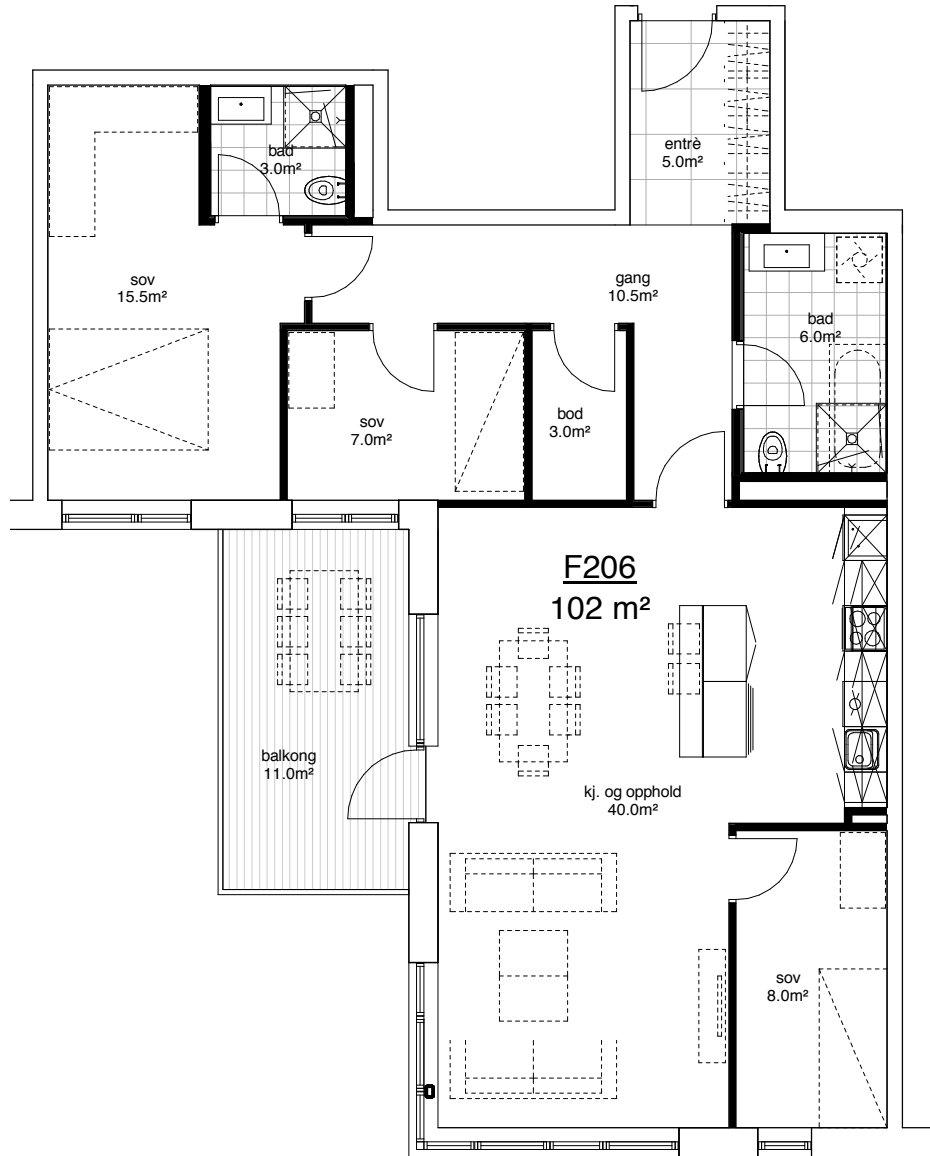 entrè
5.0m²
bad
3.0m²
sov
15.5m²
gang
10.5m²
bad
6.0m²
sov
7.0m²
bod
3.0m²
F206
102 m²
balkong
11.0m²
kj. og opphold
40.0m²
sov
8.0m²